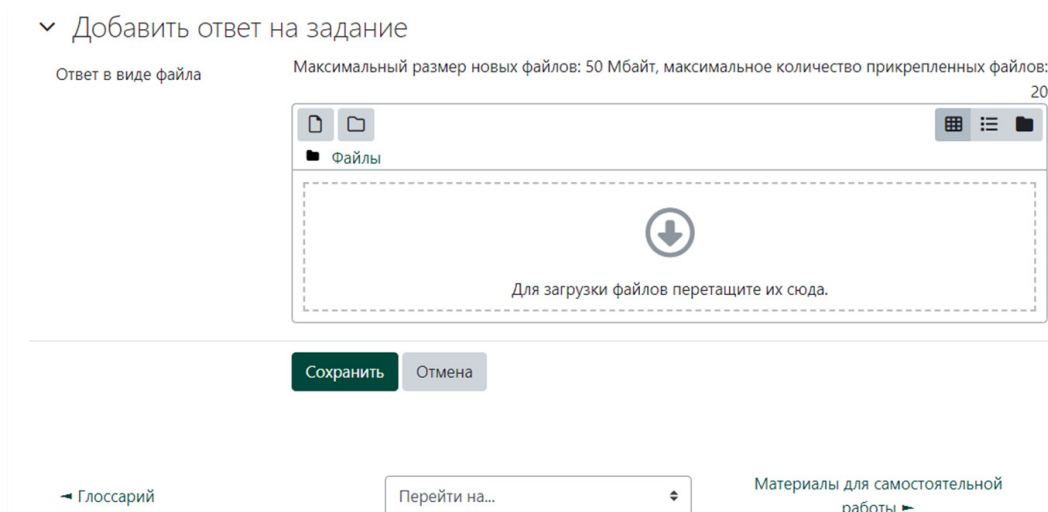 Добавить ответ на задание
Ответ в виде файла
Максимальный размер новых файлов: 50 Мбайт, максимальное количество прикрепленных файлов:
20
Файлы
Для загрузки файлов перетащите их сюда.
Сохранить Отмена
◄ Глоссарий
Перейти на...
Материалы для самостоятельной
работы ►